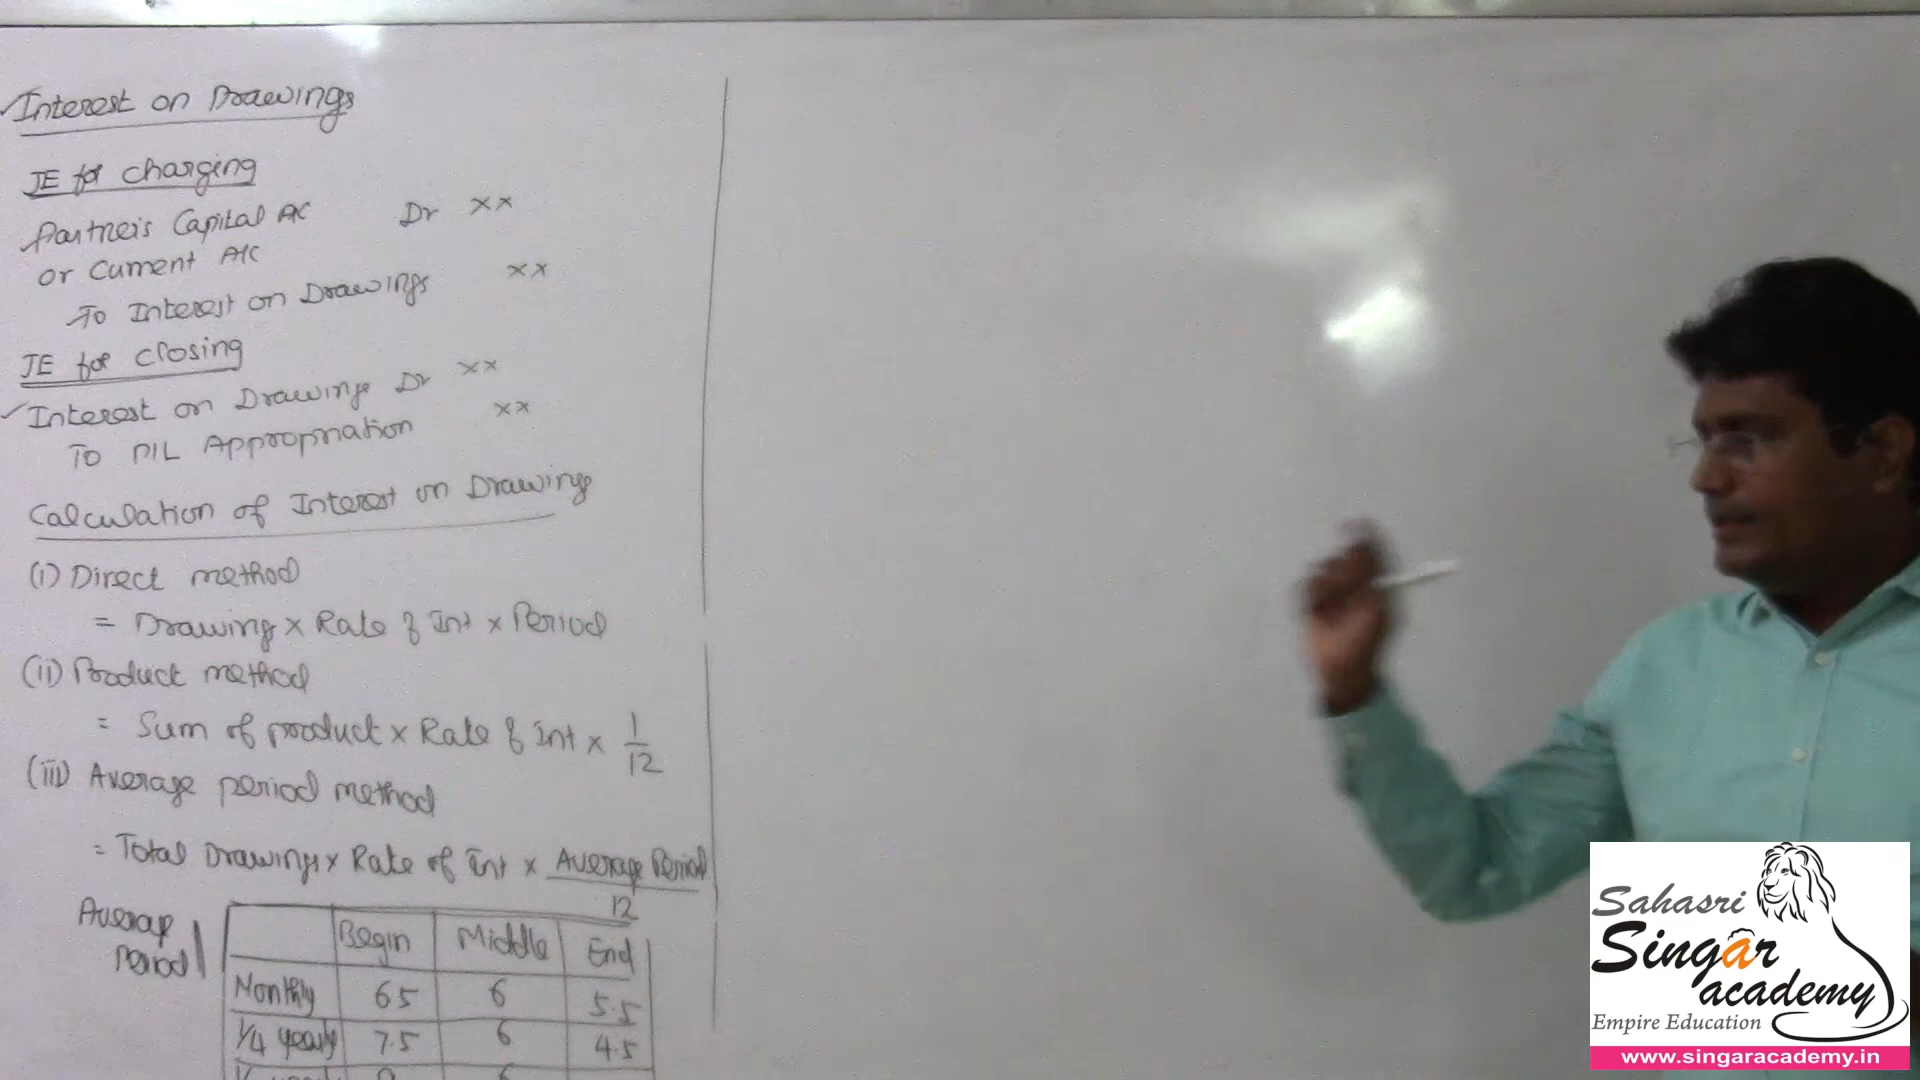 Interest on Drawings
JE for charging
Partner's Capital A/C Dr xx
or Current A/C
To Interest on Drawings xx
JE for closing
Interest on Drawings Dr xx
To P/L Appropriation xx
Calculation of Interest on Drawings
(i) Direct method
= Drawing x Rate of Int x Period
(ii) Product method
= Sum of product x Rate of int x 1/12
(iii) Average period method
= Total Drawings x Rate of int x Average Period
12
Average
Period
Begin Middle End
Monthly 6.5 6 5.5
1/4 yearly 7.5 6 4.5
6
Sahasri
Singar
academy
Empire Education
www.singaracademy.in